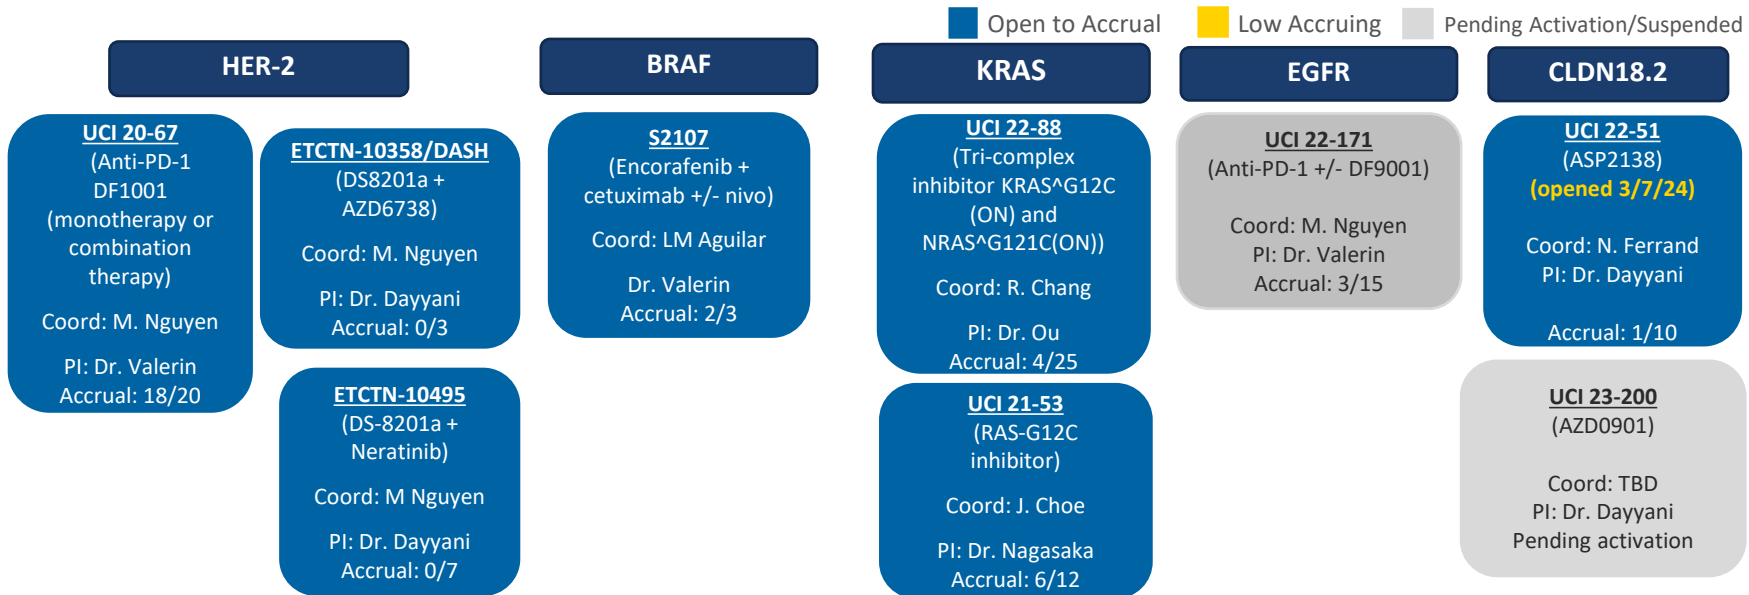 Open to Accrual
Low Accruing
Pending Activation/Suspended
HER-2
UCI 20-67
(Anti-PD-1
DF1001
(monotherapy or
combination
therapy)
Coord: M. Nguyen
PI: Dr. Valerin
Accrual: 18/20
ETCTN-10358/DASH
(DS8201a +
AZD6738)
Coord: M. Nguyen
PI: Dr. Dayyani
Accrual: 0/3
ETCTN-10495
(DS-8201a +
Neratinib)
Coord: M Nguyen
PI: Dr. Dayyani
Accrual: 0/7
BRAF
S2107
(Encorafenib +
cetuximab +/- nivo)
Coord: LM Aguilar
Dr. Valerin
Accrual: 2/3
KRAS
UCI 22-88
(Tri-complex
inhibitor KRAS^G12C
(ON) and
NRAS^G121C(ON))
Coord: R. Chang
PI: Dr. Ou
Accrual: 4/25
UCI 21-53
(RAS-G12C
inhibitor)
Coord: J. Choe
PI: Dr. Nagasaka
Accrual: 6/12
EGFR
UCI 22-171
(Anti-PD-1 +/- DF9001)
Coord: M. Nguyen
PI: Dr. Valerin
Accrual: 3/15
CLDN18.2
UCI 22-51
(ASP2138)
(opened 3/7/24)
Coord: N. Ferrand
PI: Dr. Dayyani
Accrual: 1/10
UCI 23-200
(AZD0901)
Coord: TBD
PI: Dr. Dayyani
Pending activation